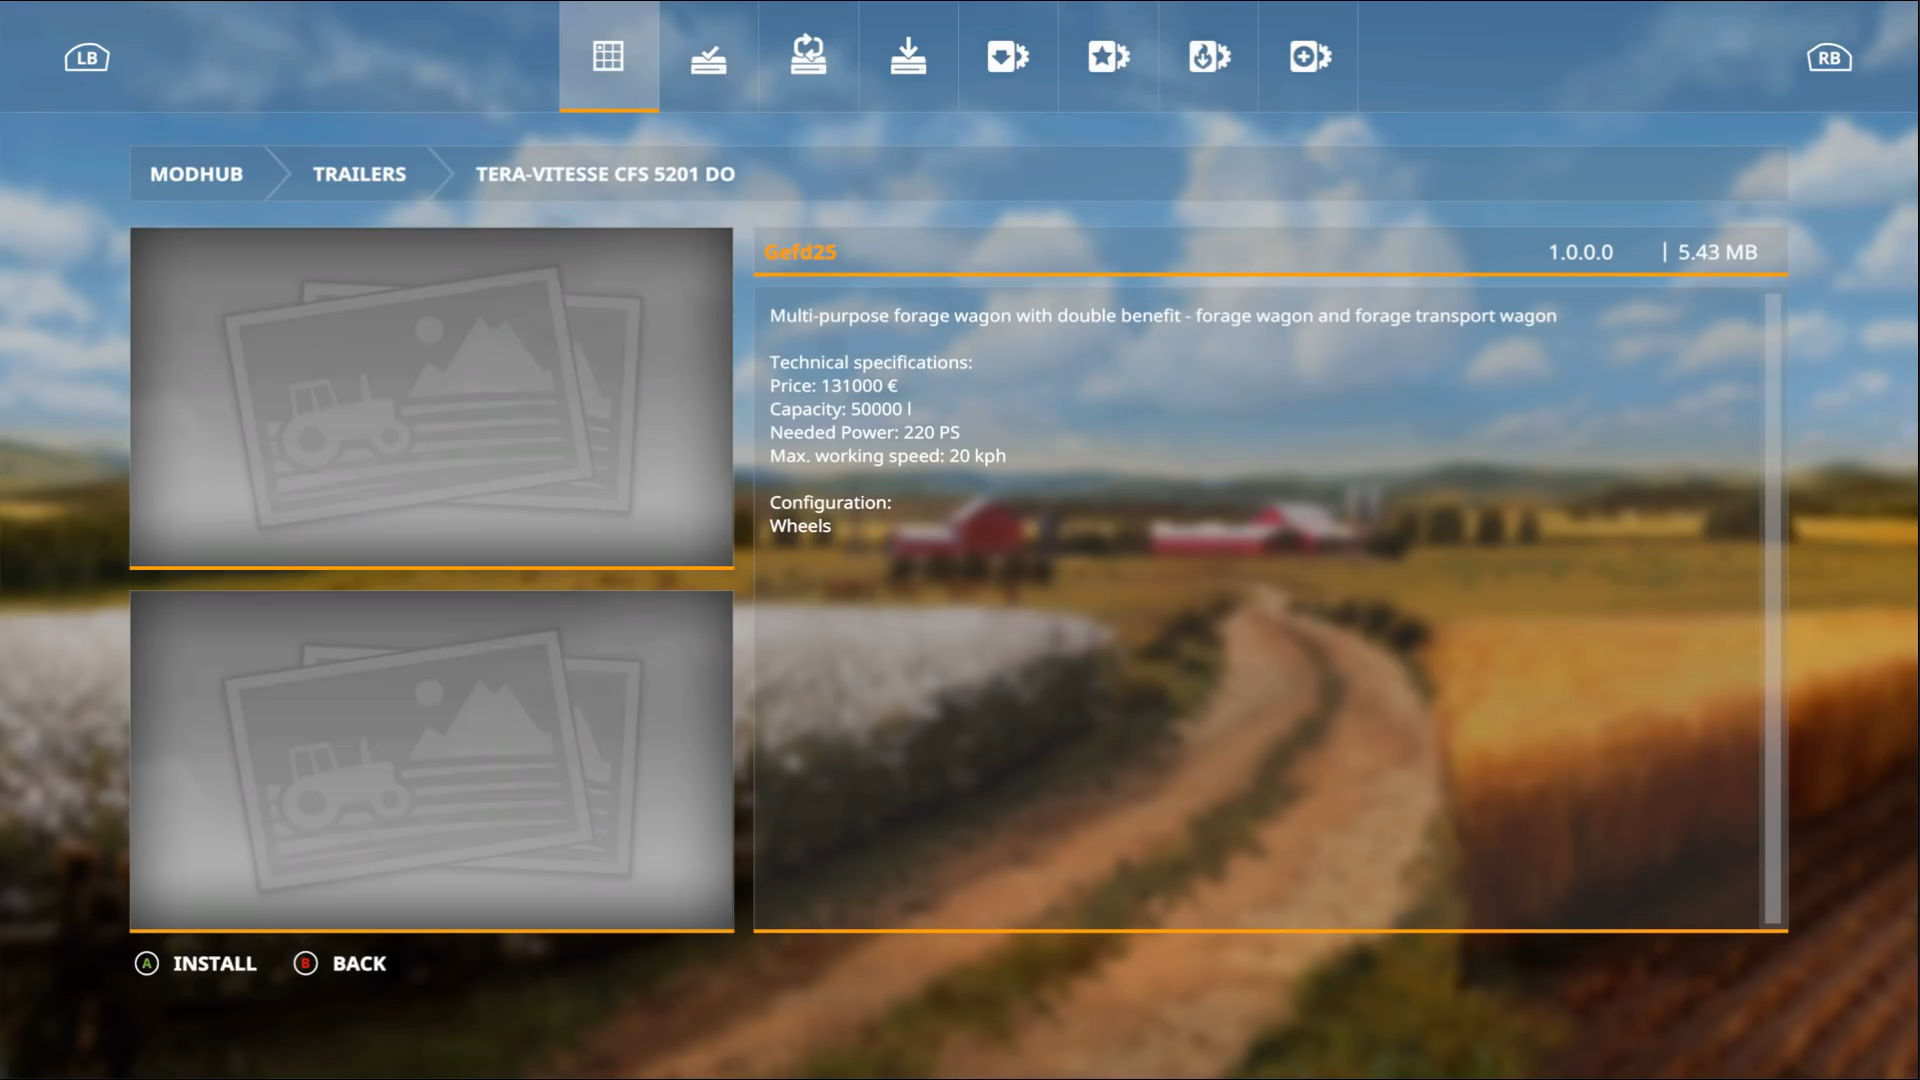 LB
RB
MODHUB
TRAILERS
TERA-VITESSE CFS 5201 DO
Gefd25
1.0.0.0
| 5.43 MB
Multi-purpose forage wagon with double benefit - forage wagon and forage transport wagon
Technical specifications:
Price: 131000 €
Capacity: 50000 l
Needed Power: 220 PS
Max. working speed: 20 kph
Configuration:
Wheels
A INSTALL
B BACK